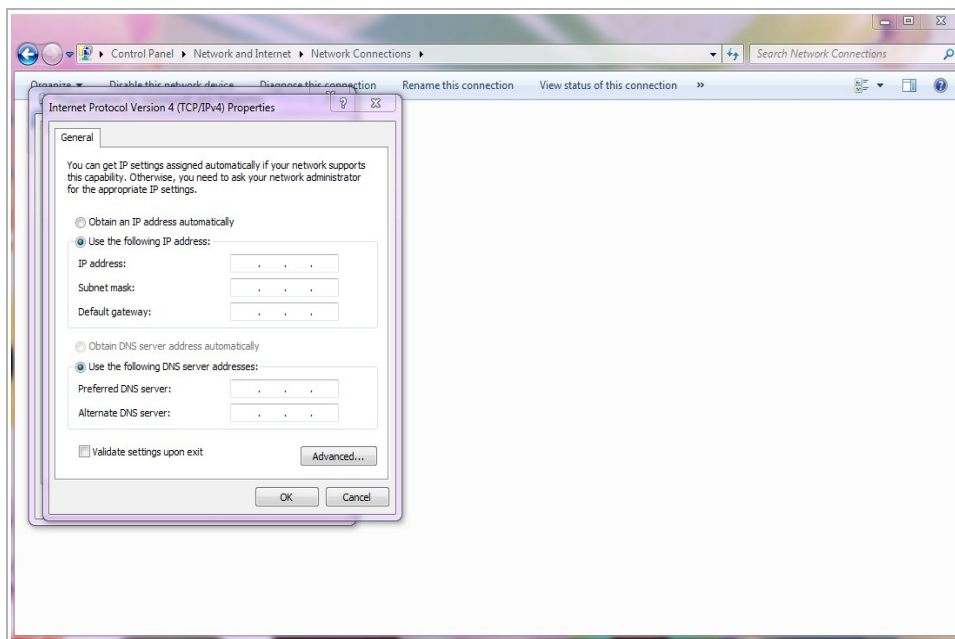 Control Panel Network and Internet Network Connections
Search Network Connections
Organize Disable this network device Diagnose this connection Rename this connection View status of this connection »
Internet Protocol Version 4 (TCP/IPv4) Properties
General
You can get IP settings assigned automatically if your network supports
this capability. Otherwise, you need to ask your network administrator
for the appropriate IP settings.
Obtain an IP address automatically
Use the following IP address:
IP address: . . .
Subnet mask: . . .
Default gateway: . . .
Obtain DNS server address automatically
Use the following DNS server addresses:
Preferred DNS server: . . .
Alternate DNS server: . . .
Validate settings upon exit
Advanced...
OK Cancel